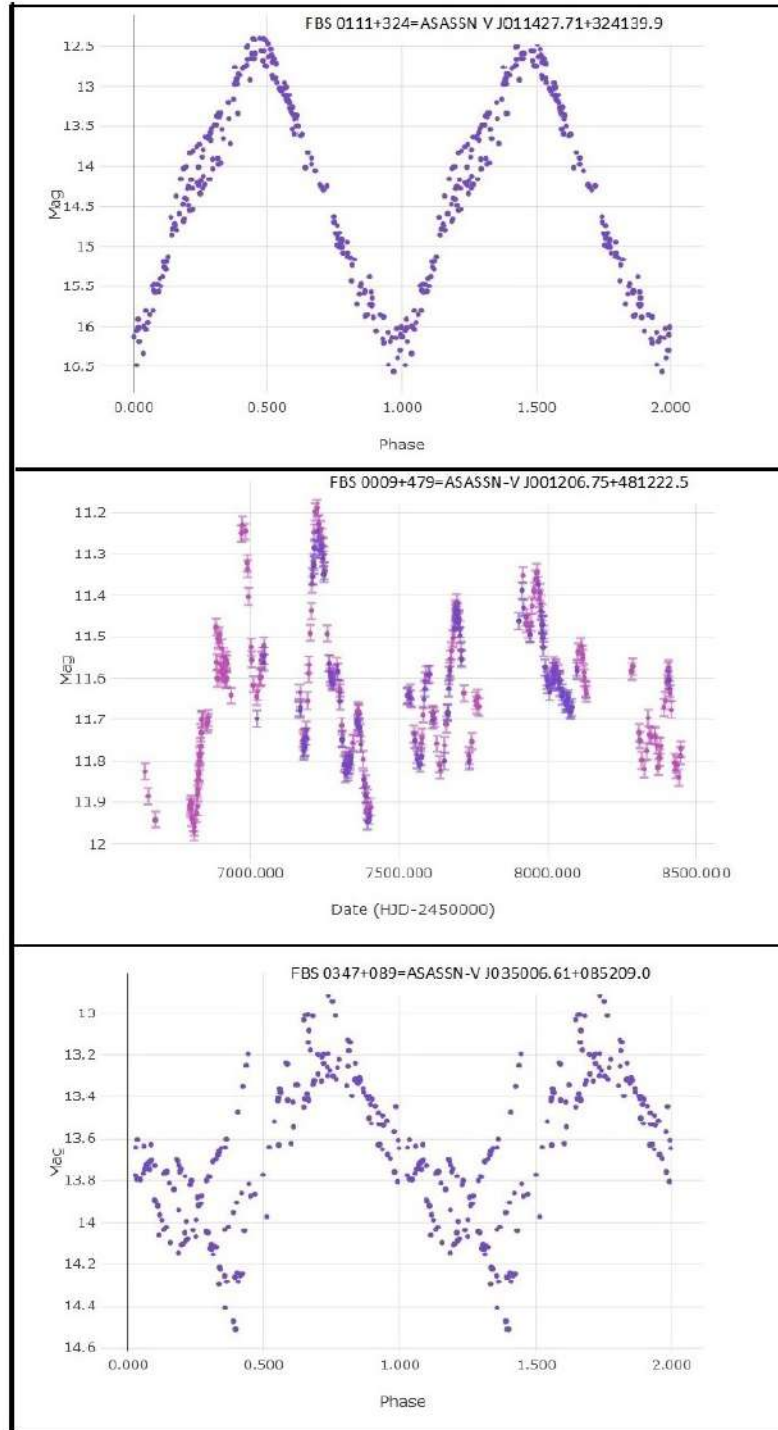 FBS 0111+324=ASASSN V J011427.71+324139.9
12.5
13
13.5
14
14.5
15
15.5
16
16.5
Mag
0.000 0.500 1.000 1.500 2.000
Phase
FBS 0009+479=ASASSN-V J001206.75+481222.5
11.2
11.3
11.4
11.5
11.6
11.7
11.8
11.9
12
Mag
7000.000 7500.000 8000.000 8500.000
Date (HJD-2450000)
FBS 0347+089=ASASSN-V J035006.61+085209.0
13
13.2
13.4
13.6
13.8
14
14.2
14.4
14.6
Mag
0.000 0.500 1.000 1.500 2.000
Phase